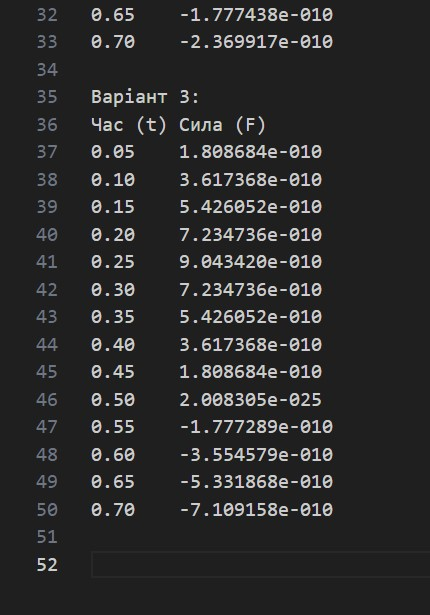 32 0.65 -1.777438e-010
33 0.70 -2.369917e-010
34
35 Варіант 3:
36 Час (t) Сила (F)
37 0.05 1.808684e-010
38 0.10 3.617368e-010
39 0.15 5.426052e-010
40 0.20 7.234736e-010
41 0.25 9.043420e-010
42 0.30 7.234736e-010
43 0.35 5.426052e-010
44 0.40 3.617368e-010
45 0.45 1.808684e-010
46 0.50 2.008305e-025
47 0.55 -1.777289e-010
48 0.60 -3.554579e-010
49 0.65 -5.331868e-010
50 0.70 -7.109158e-010
51
52